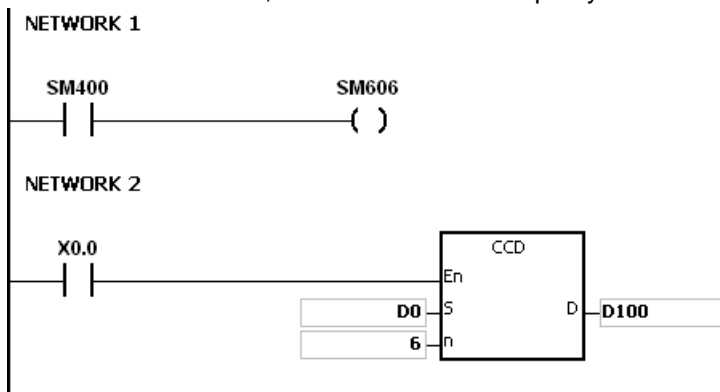 NETWORK 1
SM400 SM606
( )
NETWORK 2
X0.0
CCD
En
D0 S D D100
6 n